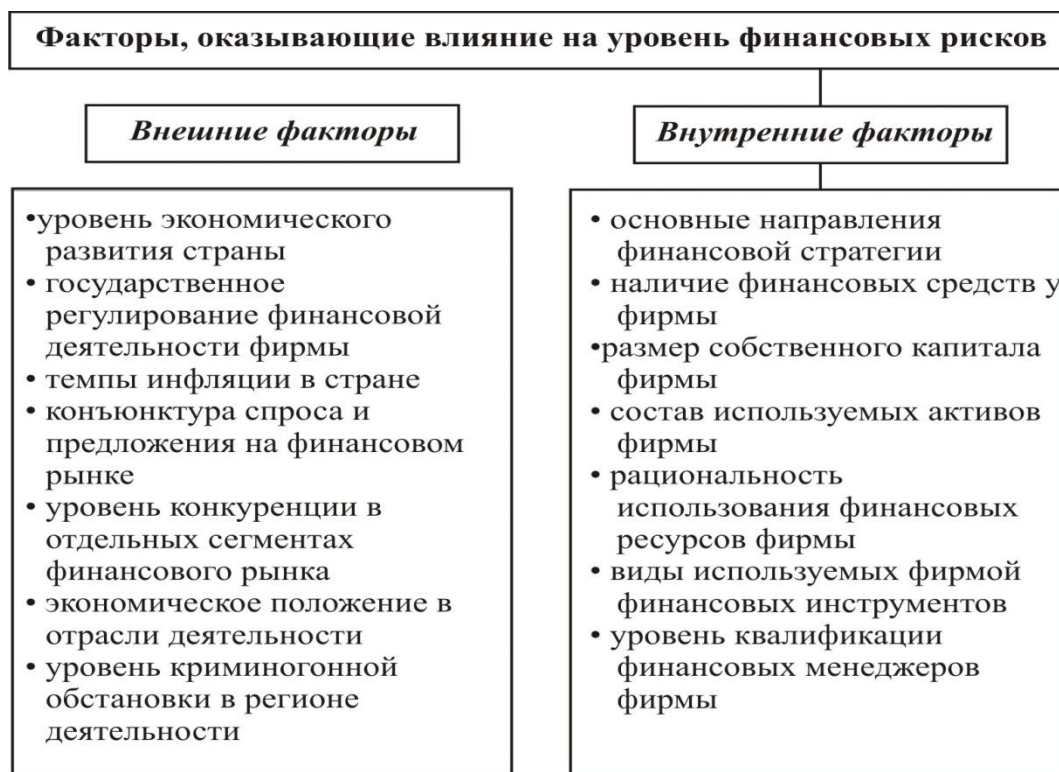 Факторы, оказывающие влияние на уровень финансовых рисков
Внешние факторы
•уровень экономического
развития страны
• государственное
регулирование финансовой
деятельности фирмы
• темпы инфляции в стране
• конъюнктура спроса и
предложения на финансовом
рынке
• уровень конкуренции в
отдельных сегментах
финансового рынка
• экономическое положение в
отрасли деятельности
• уровень криминогонной
обстановки в регионе
деятельности
Внутренние факторы
• основные направления
финансовой стратегии
• наличие финансовых средств у
фирмы
•размер собственного капитала
фирмы
• состав используемых активов
фирмы
• рациональность
использования финансовых
ресурсов фирмы
• виды используемых фирмой
финансовых инструментов
• уровень квалификации
финансовых менеджеров
фирмы